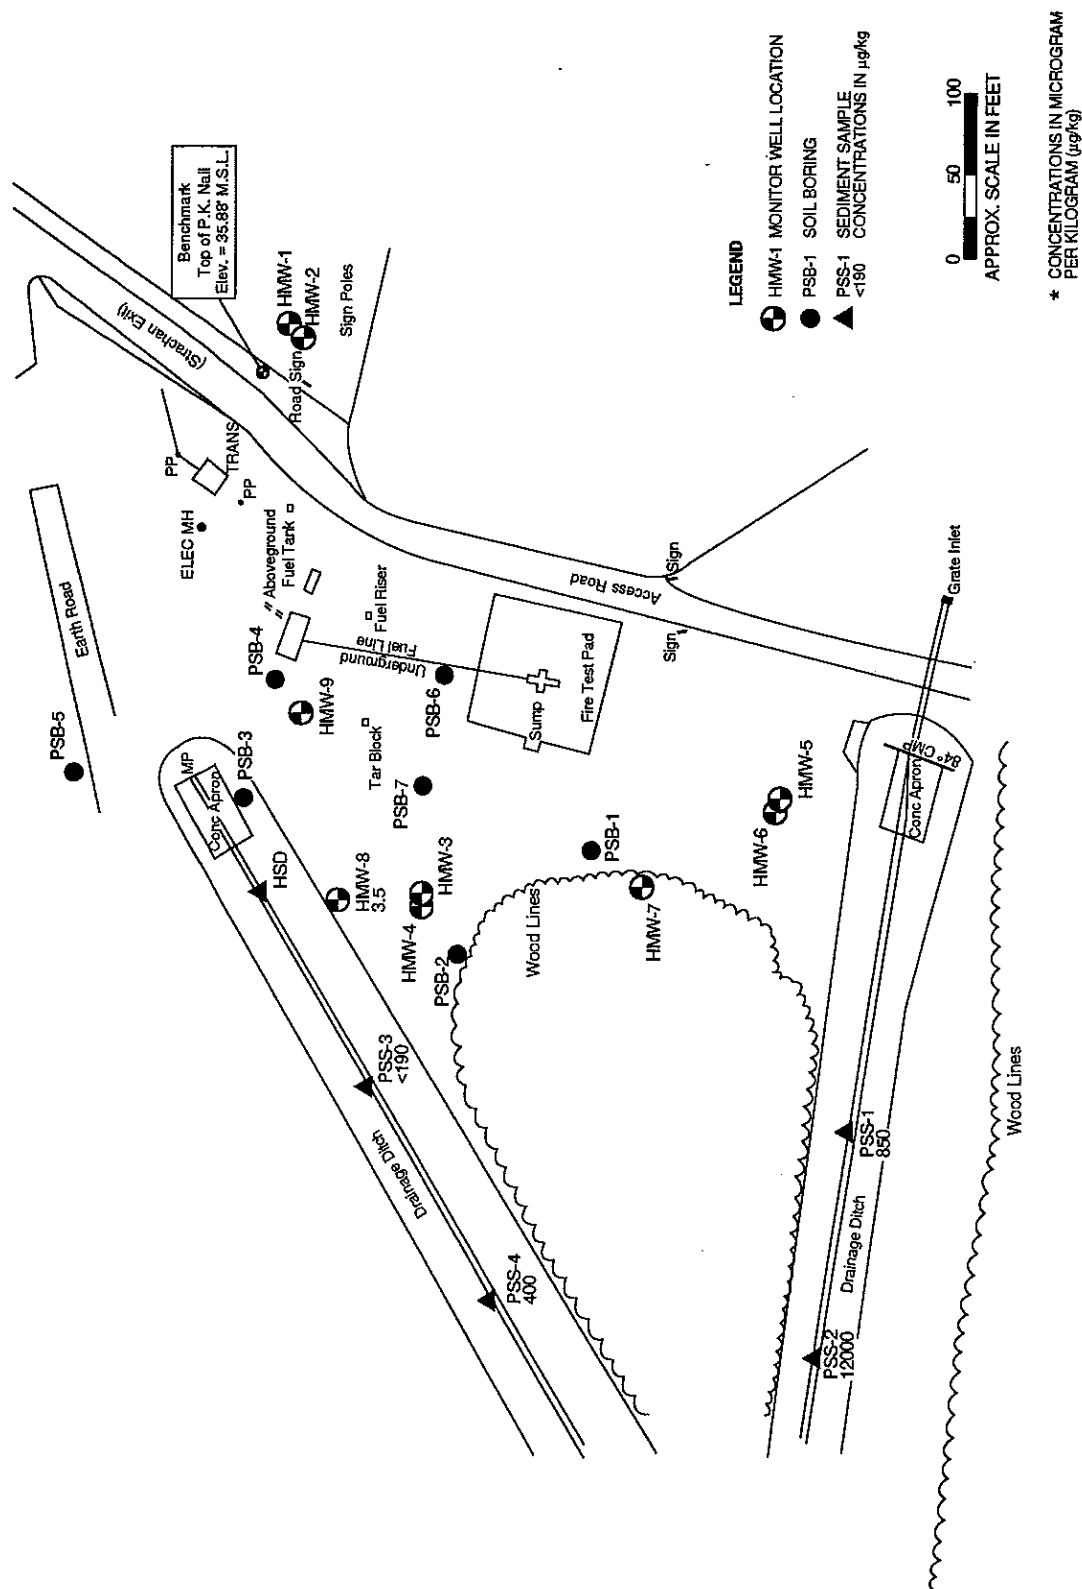 Benchmark
Top of P.K. Nail
Elev. = 35.88' M.S.L.
(Strachan Exit)
HMW-1
HMW-2
Sign Poles
Road Sign
PP
TRANS
PP
ELEC MH
Earth Road
PSB-5
Aboveground
Fuel Tank
Fuel Riser
PSB-4
HMW-9
Underground
Fuel Line
PSB-6
Tar Block
PSB-7
MP
Conc Apron
PSB-3
HSD
HMW-8
3.5
HMW-3
HMW-4
PSB-2
PSB-1
Wood Lines
HMW-7
Access Road
Sign
Sign
Fire Test Pad
Sump
HMW-5
HMW-6
Grate Inlet
84" CMP
Conc Apron
PSS-3
<190
Drainage Ditch
PSS-4
400
PSS-1
850
Drainage Ditch
PSS-2
12000
Wood Lines
LEGEND
HMW-1 MONITOR WELL LOCATION
PSB-1 SOIL BORING
PSS-1 SEDIMENT SAMPLE
<190 CONCENTRATIONS IN µg/kg
0 50 100
APPROX. SCALE IN FEET
* CONCENTRATIONS IN MICROGRAM
PER KILOGRAM (µg/kg)